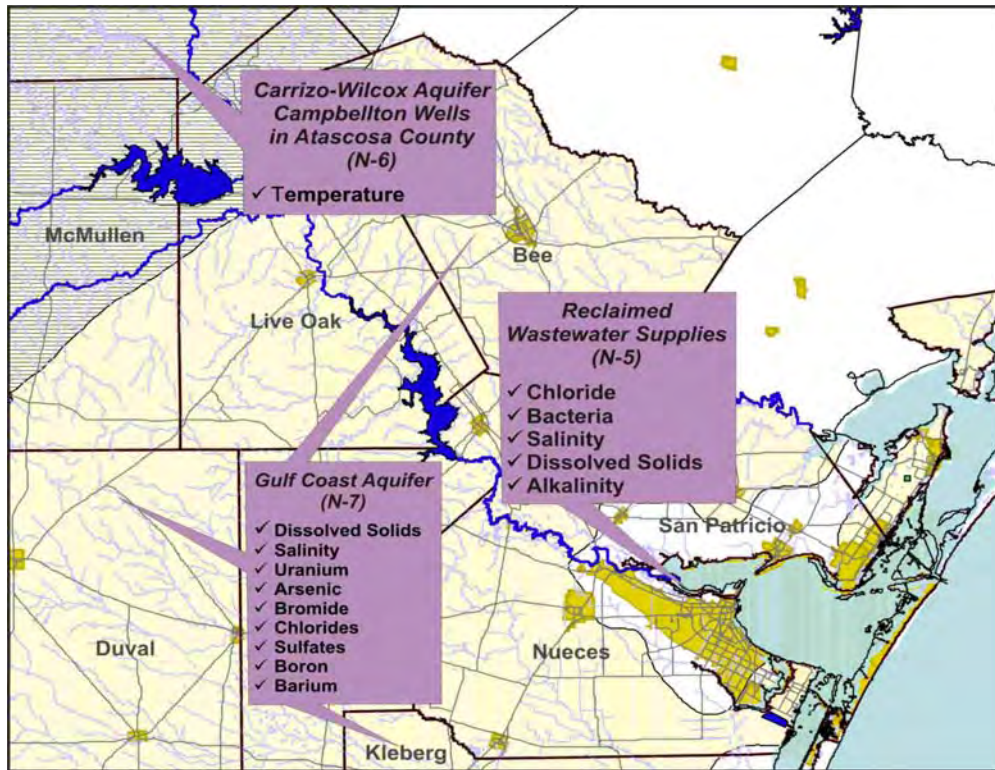 Carrizo-Wilcox Aquifer
Campbellton Wells
in Atascosa County
(N-6)
✓ Temperature
McMullen
Bee
Live Oak
Reclaimed
Wastewater Supplies
(N-5)
✓ Chloride
✓ Bacteria
✓ Salinity
✓ Dissolved Solids
✓ Alkalinity
Gulf Coast Aquifer
(N-7)
✓ Dissolved Solids
✓ Salinity
✓ Uranium
✓ Arsenic
✓ Bromide
✓ Chlorides
✓ Sulfates
✓ Boron
✓ Barium
San Patricio
Duval
Nueces
Kleberg